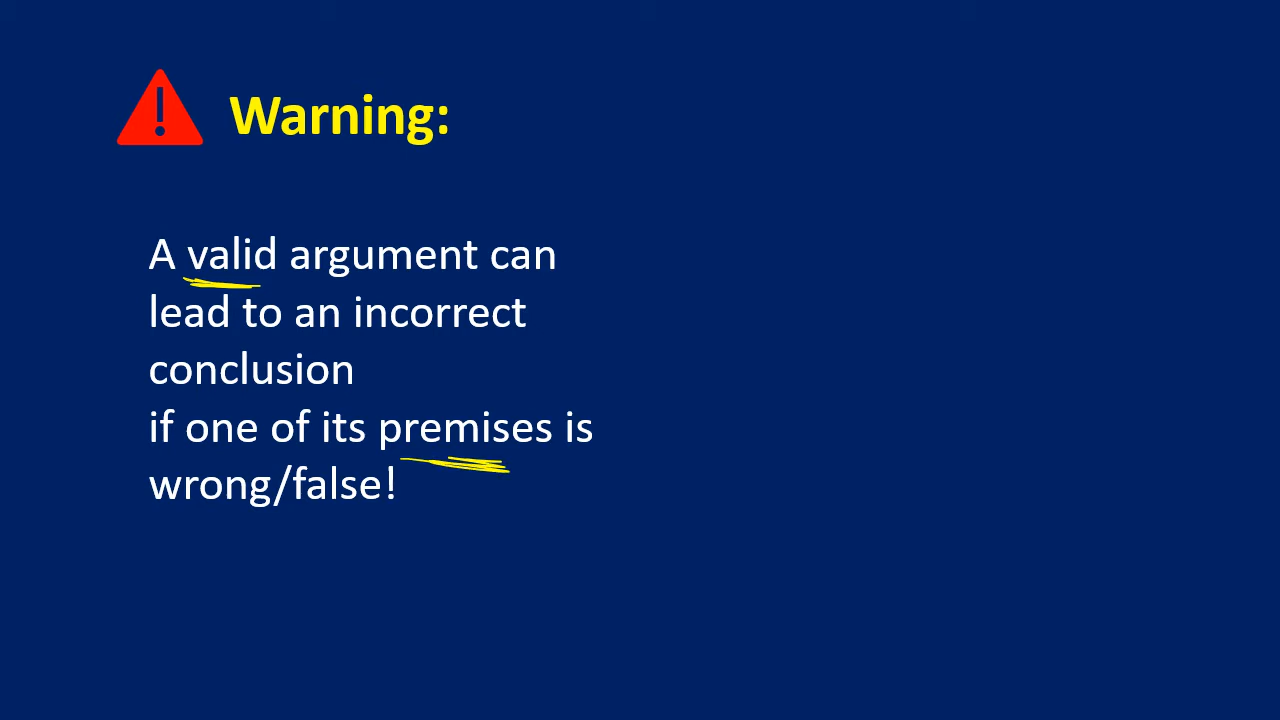 Warning:
A valid argument can
lead to an incorrect
conclusion
if one of its premises is
wrong/false!